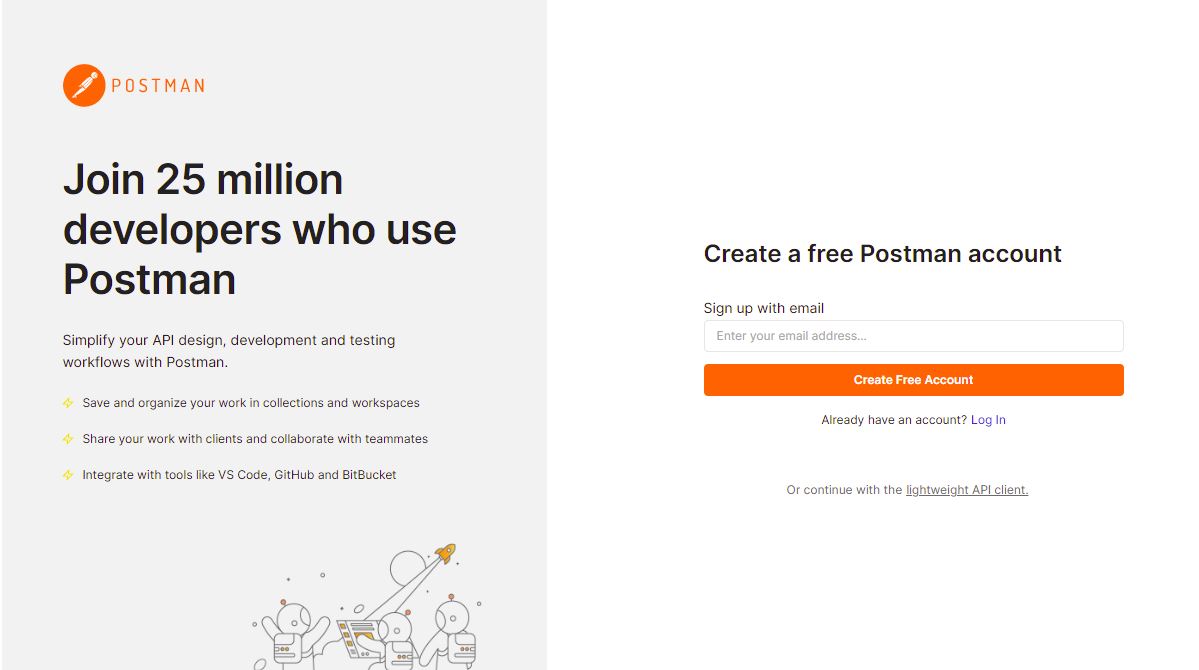 POSTMAN
Join 25 million
developers who use
Postman
Simplify your API design, development and testing
workflows with Postman.
Save and organize your work in collections and workspaces
Share your work with clients and collaborate with teammates
Integrate with tools like VS Code, GitHub and BitBucket
Create a free Postman account
Sign up with email
Enter your email address...
Create Free Account
Already have an account? Log In
Or continue with the lightweight API client.